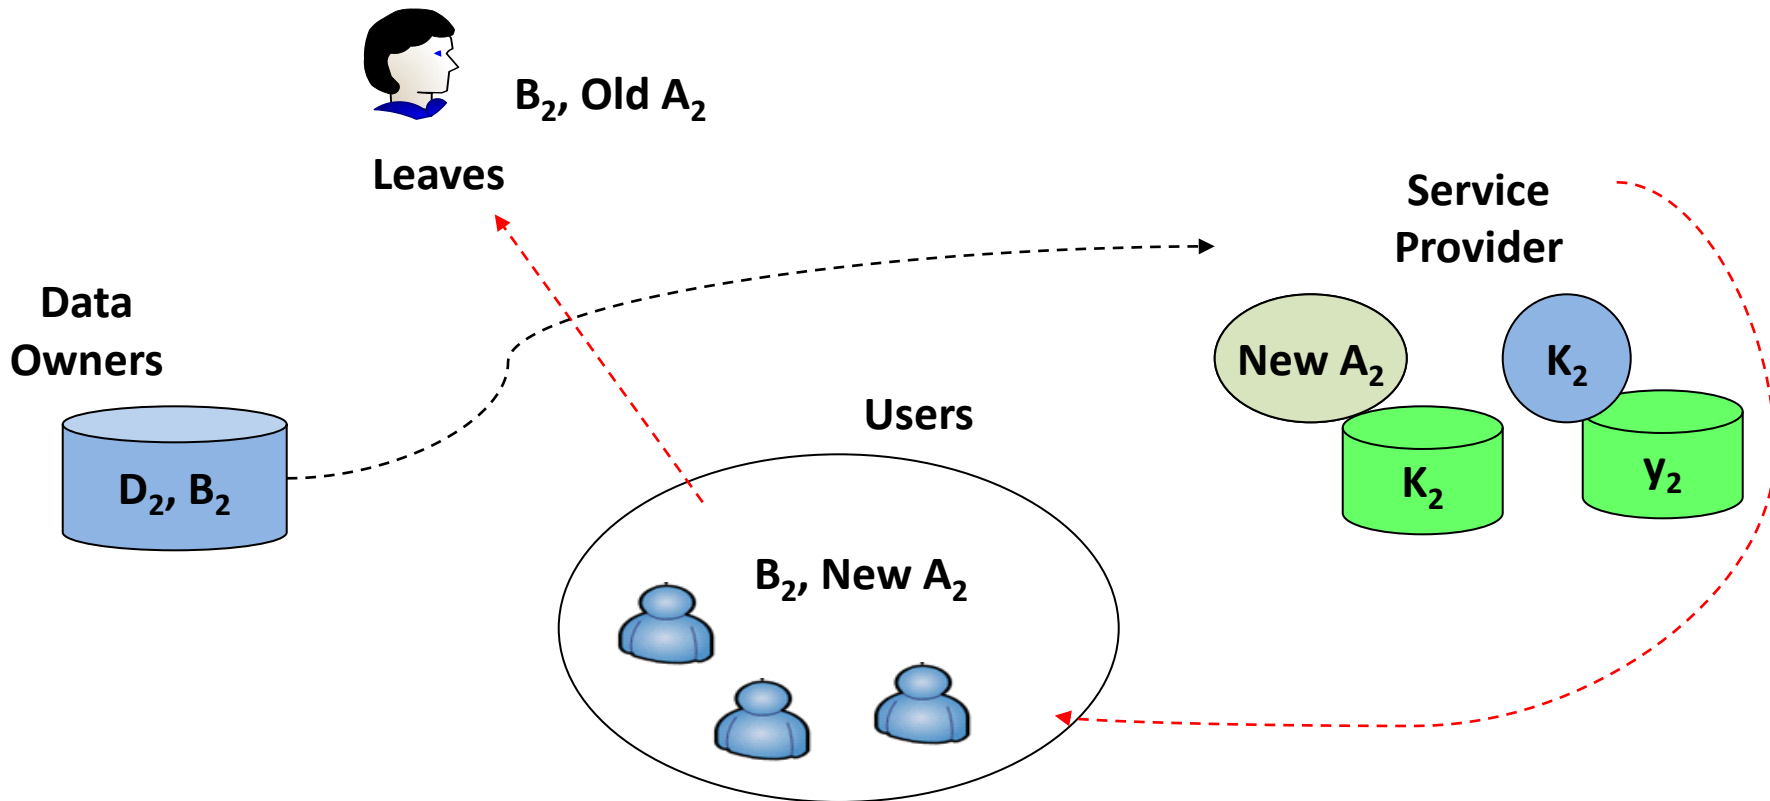 B₂, Old A₂
Leaves
Service
Provider
Data
Owners
New A₂
K₂
Users
D₂, B₂
K₂
y₂
B₂, New A₂